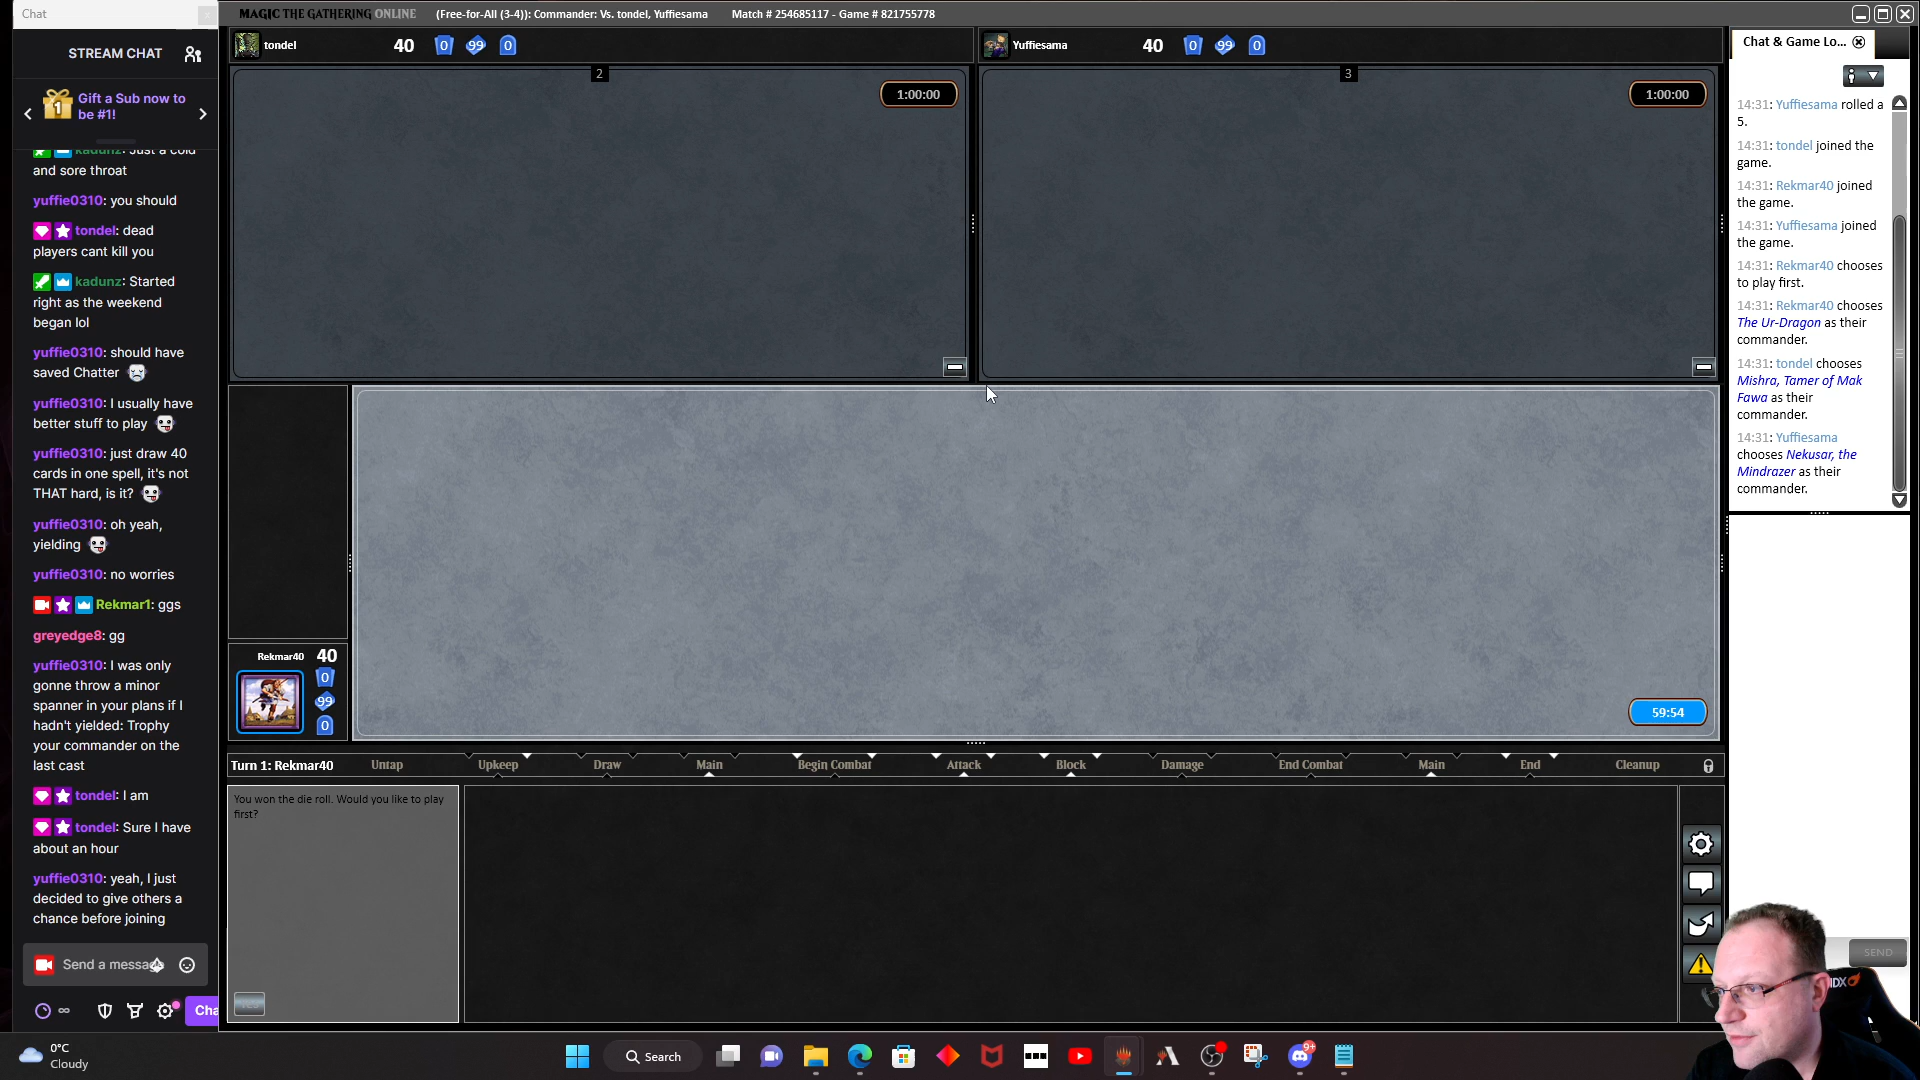 Chat
MAGIC THE GATHERING ONLINE (Free-for-All (3-4)): Commander: Vs. tondel, Yuffiesama Match # 254685117 - Game # 821755778
STREAM CHAT
Gift a Sub now to
be #1!
1
kadunz: Just a cold
and sore throat
yuffie0310: you should
tondel: dead
players cant kill you
kadunz: Started
right as the weekend
began lol
yuffie0310: should have
saved Chatter
yuffie0310: I usually have
better stuff to play
yuffie0310: just draw 40
cards in one spell, it's not
THAT hard, is it?
yuffie0310: oh yeah,
yielding
yuffie0310: no worries
Rekmar1: ggs
greyedge8: gg
yuffie0310: I was only
gonne throw a minor
spanner in your plans if I
hadn't yielded: Trophy
your commander on the
last cast
tondel: I am
tondel: Sure I have
about an hour
yuffie0310: yeah, I just
decided to give others a
chance before joining
Send a messag
Cha
tondel 40 0 99 0
2
1:00:00
Yuffiesama 40 0 99 0
3
1:00:00
Rekmar40 40
0
99
0
59:54
Turn 1: Rekmar40 Untap Upkeep Draw Main Begin Combat Attack Block Damage End Combat Main End Cleanup
You won the die roll. Would you like to play
first?
Chat & Game Lo...
14:31: Yuffiesama rolled a
5.
14:31: tondel joined the
game.
14:31: Rekmar40 joined
the game.
14:31: Yuffiesama joined
the game.
14:31: Rekmar40 chooses
to play first.
14:31: Rekmar40 chooses
The Ur-Dragon as their
commander.
14:31: tondel chooses
Mishra, Tamer of Mak
Fawa as their
commander.
14:31: Yuffiesama
chooses Nekusar, the
Mindrazer as their
commander.
SEND
0°C
Cloudy
Search
9+